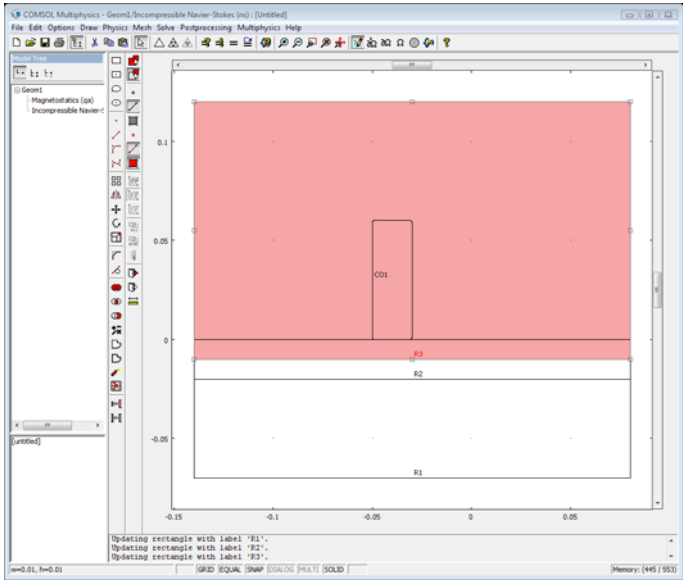 COMSOL Multiphysics - Geom1/Incompressible Navier-Stokes (ns) : [Untitled]
File Edit Options Draw Physics Mesh Solve Postprocessing Multiphysics Help
Model Tree
Geom1
Magnetostatics (qa)
Incompressible Navier-S
0.1
0.05
0
-0.05
CO1
R3
R2
R1
-0.15
-0.1
-0.05
0
0.05
[untitled]
Updating rectangle with label 'R1'.
Updating rectangle with label 'R2'.
Updating rectangle with label 'R3'.
w=0.01, h=0.01
GRID EQUAL SNAP DIALOG MULTI SOLID
Memory: (445 / 553)